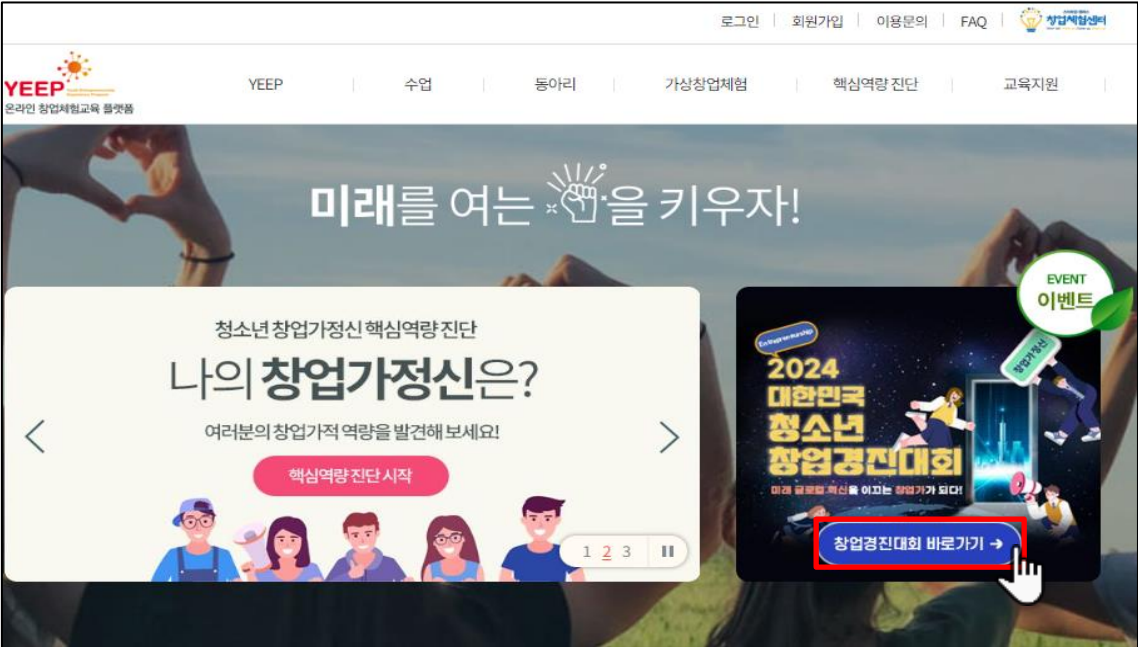 로그인
회원가입
이용문의
FAQ
창업체험센터
YEEP
온라인 창업체험교육 플랫폼
YEEP
수업
동아리
가상창업체험
핵심역량 진단
교육지원
미래를 여는 을 키우자!
청소년 창업가정신 핵심역량 진단
나의 창업가정신은?
여러분의 창업가적 역량을 발견해 보세요!
핵심역량 진단 시작
1 2 3
EVENT
이벤트
Entrepreneurship
창업가정신
2024
대한민국
청소년
창업경진대회
미래 글로벌 혁신을 이끄는 창업가가 되다!
창업경진대회 바로가기 →